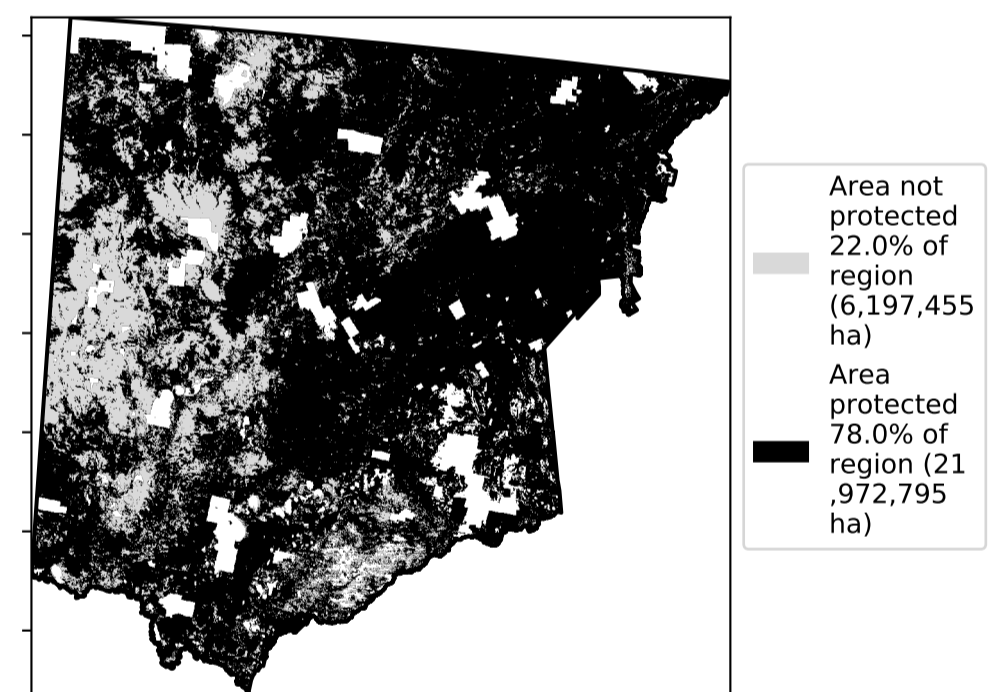 Area not
protected
22.0% of
region
(6,197,455
ha)
Area
protected
78.0% of
region (21
,972,795
ha)